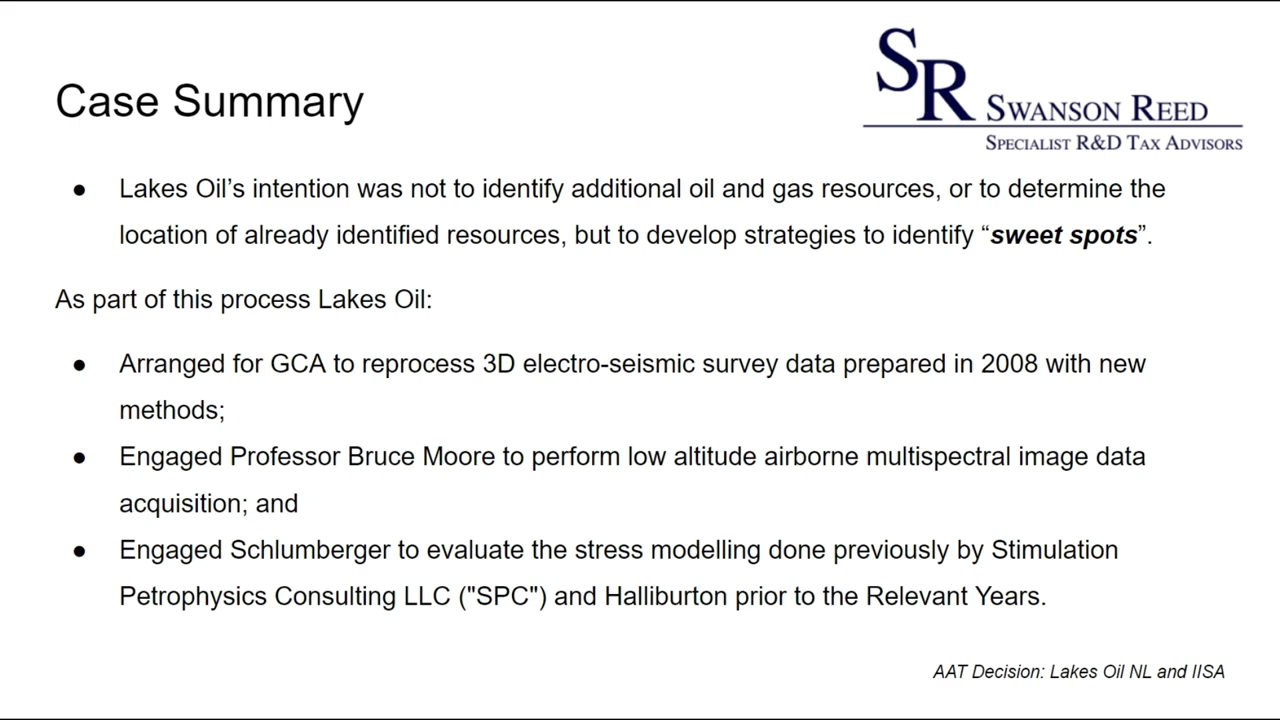 SR SWANSON REED
SPECIALIST R&D TAX ADVISORS
Case Summary
● Lakes Oil’s intention was not to identify additional oil and gas resources, or to determine the
location of already identified resources, but to develop strategies to identify “sweet spots”.
As part of this process Lakes Oil:
● Arranged for GCA to reprocess 3D electro-seismic survey data prepared in 2008 with new
methods;
● Engaged Professor Bruce Moore to perform low altitude airborne multispectral image data
acquisition; and
● Engaged Schlumberger to evaluate the stress modelling done previously by Stimulation
Petrophysics Consulting LLC ("SPC") and Halliburton prior to the Relevant Years.
AAT Decision: Lakes Oil NL and IISA